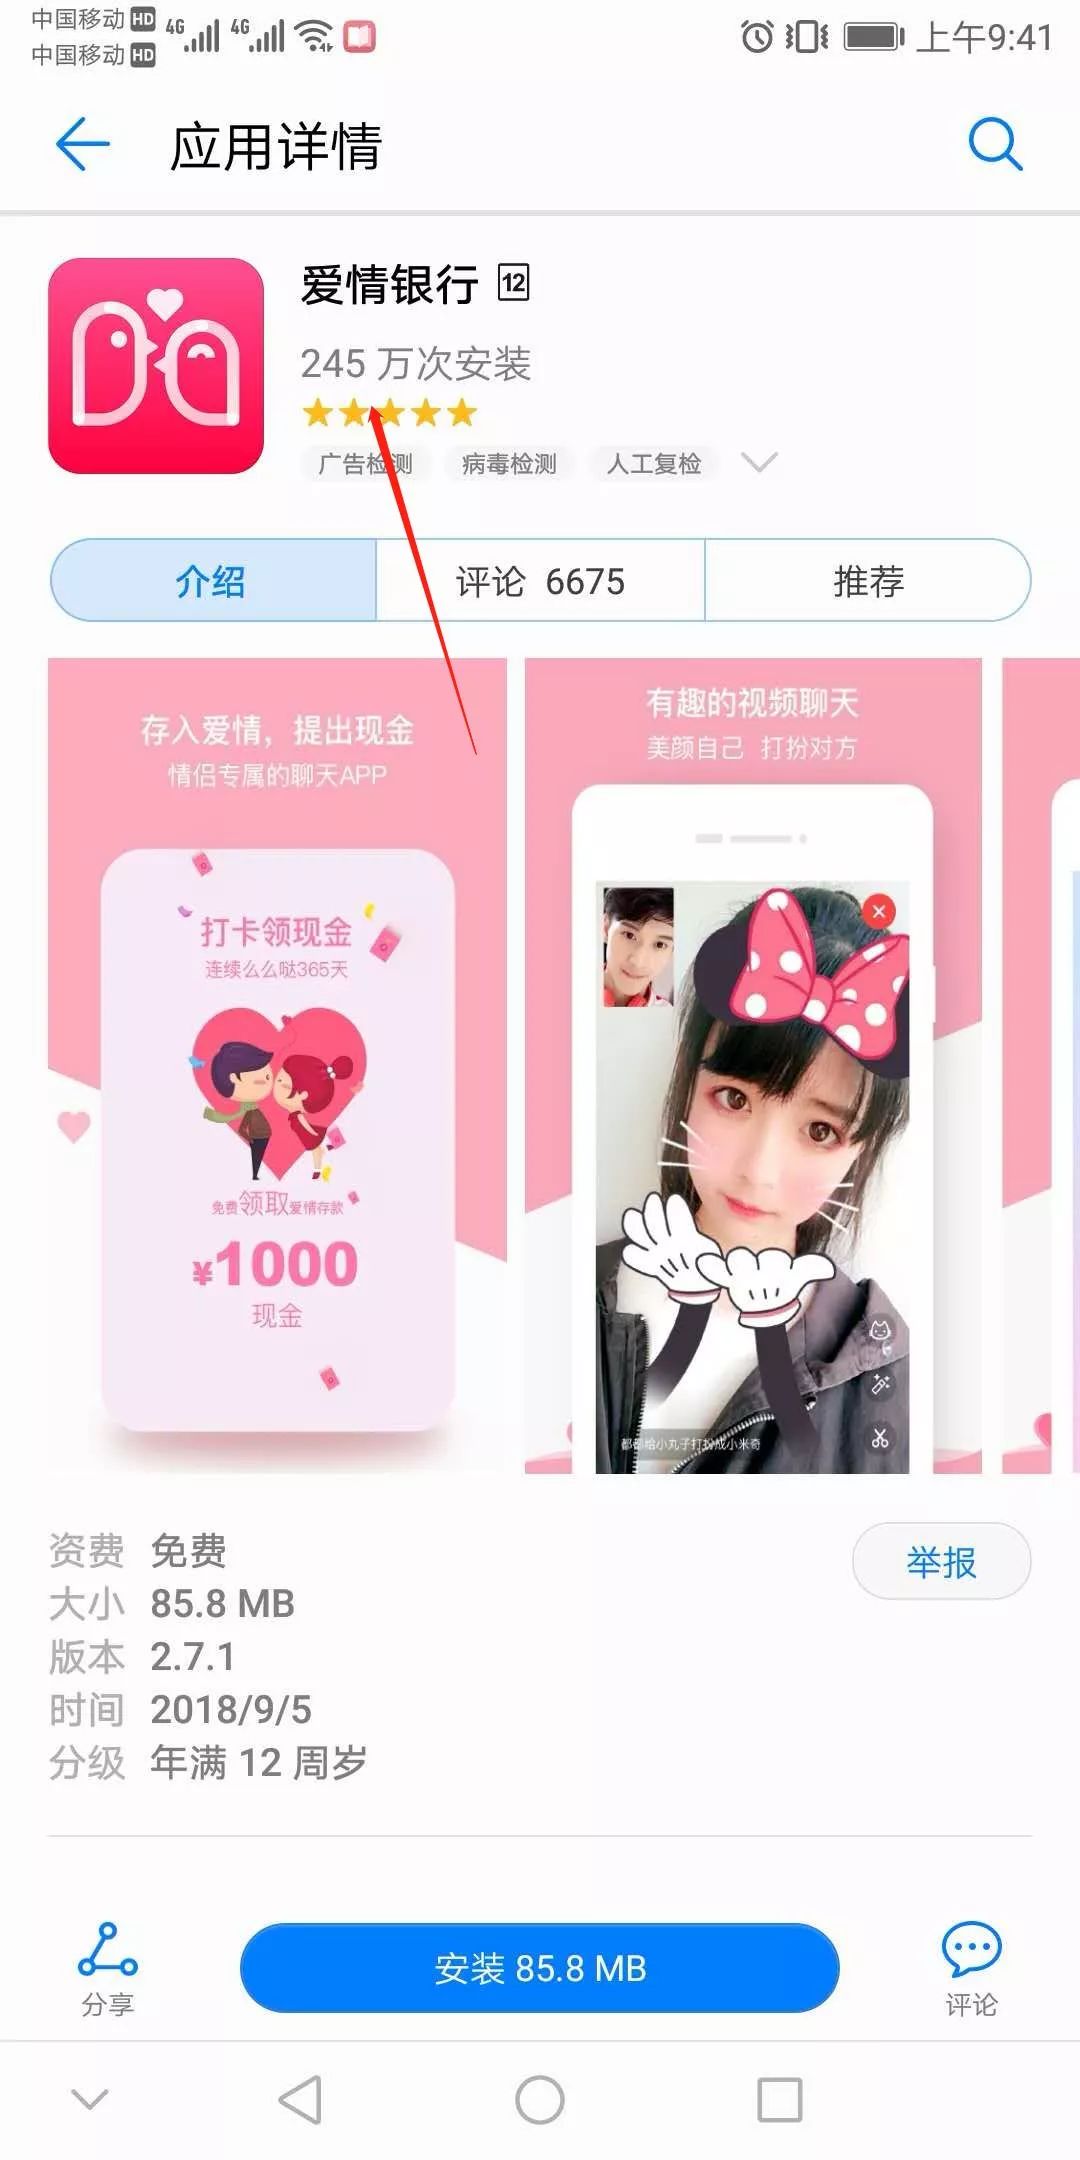 中国移动 HD 4G 4G 上午9:41
中国移动 HD
应用详情
爱情银行 12
245 万次安装
广告检测 病毒检测 人工复检
介绍 评论 6675 推荐
存入爱情，提出现金
情侣专属的聊天APP
打卡领现金
连续么么哒365天
免费领取爱情存款
¥1000
现金
有趣的视频聊天
美颜自己 打扮对方
都都给小丸子打扮成小米奇
资费 免费
举报
大小 85.8 MB
版本 2.7.1
时间 2018/9/5
分级 年满 12 周岁
分享
安装 85.8 MB
评论